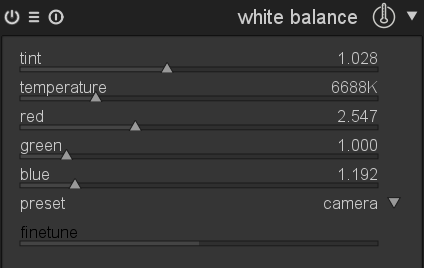 white balance
tint 1.028
temperature 6688K
red 2.547
green 1.000
blue 1.192
preset camera
finetune